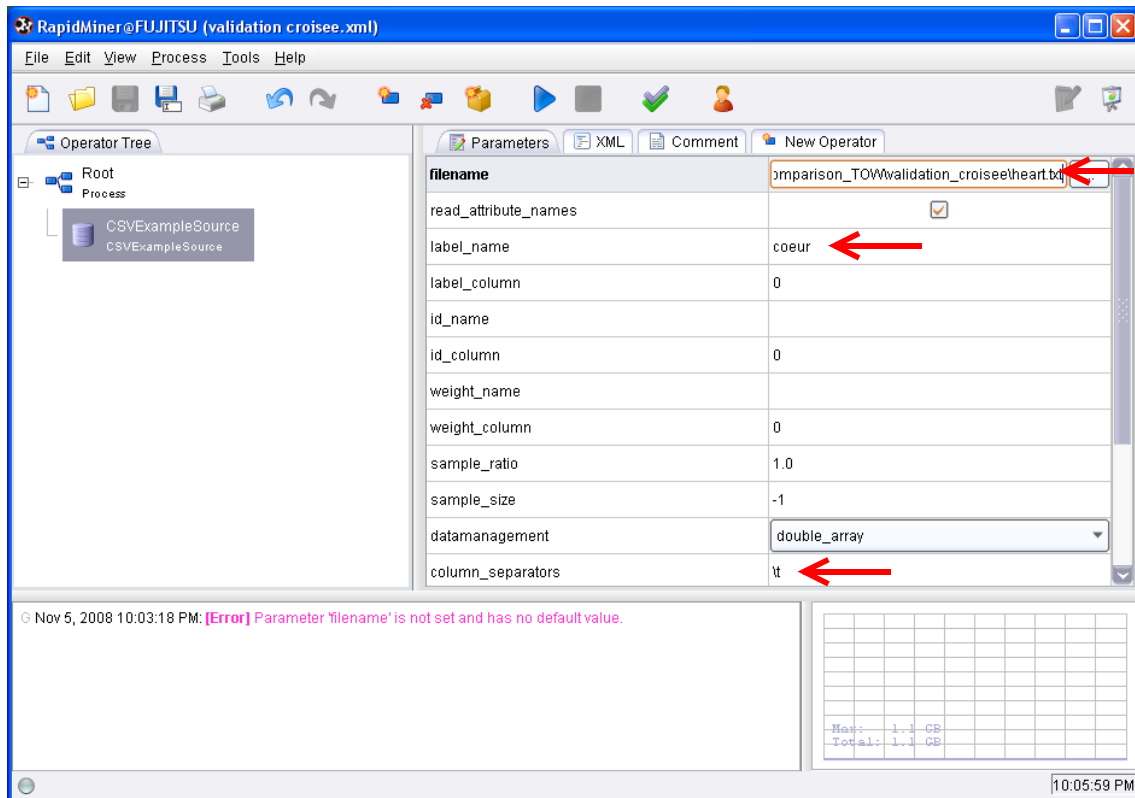 RapidMiner@FUJITSU (validation croisee.xml)
File Edit View Process Tools Help
Operator Tree
Root
Process
CSVExampleSource
CSVExampleSource
Parameters XML Comment New Operator
filename omparison_TOW\validation_croisee\heart.txt ...
read_attribute_names
label_name coeur
label_column 0
id_name
id_column 0
weight_name
weight_column 0
sample_ratio 1.0
sample_size -1
datamanagement double_array
column_separators \t
G Nov 5, 2008 10:03:18 PM: [Error] Parameter 'filename' is not set and has no default value.
Max: 1.1 GB
Total: 1.1 GB
10:05:59 PM